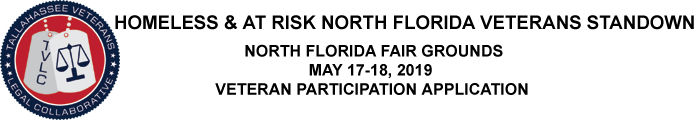 TALLAHASSEE VETERANS
TVLC
LEGAL COLLABORATIVE
HOMELESS & AT RISK NORTH FLORIDA VETERANS STANDOWN
NORTH FLORIDA FAIR GROUNDS
MAY 17-18, 2019
VETERAN PARTICIPATION APPLICATION